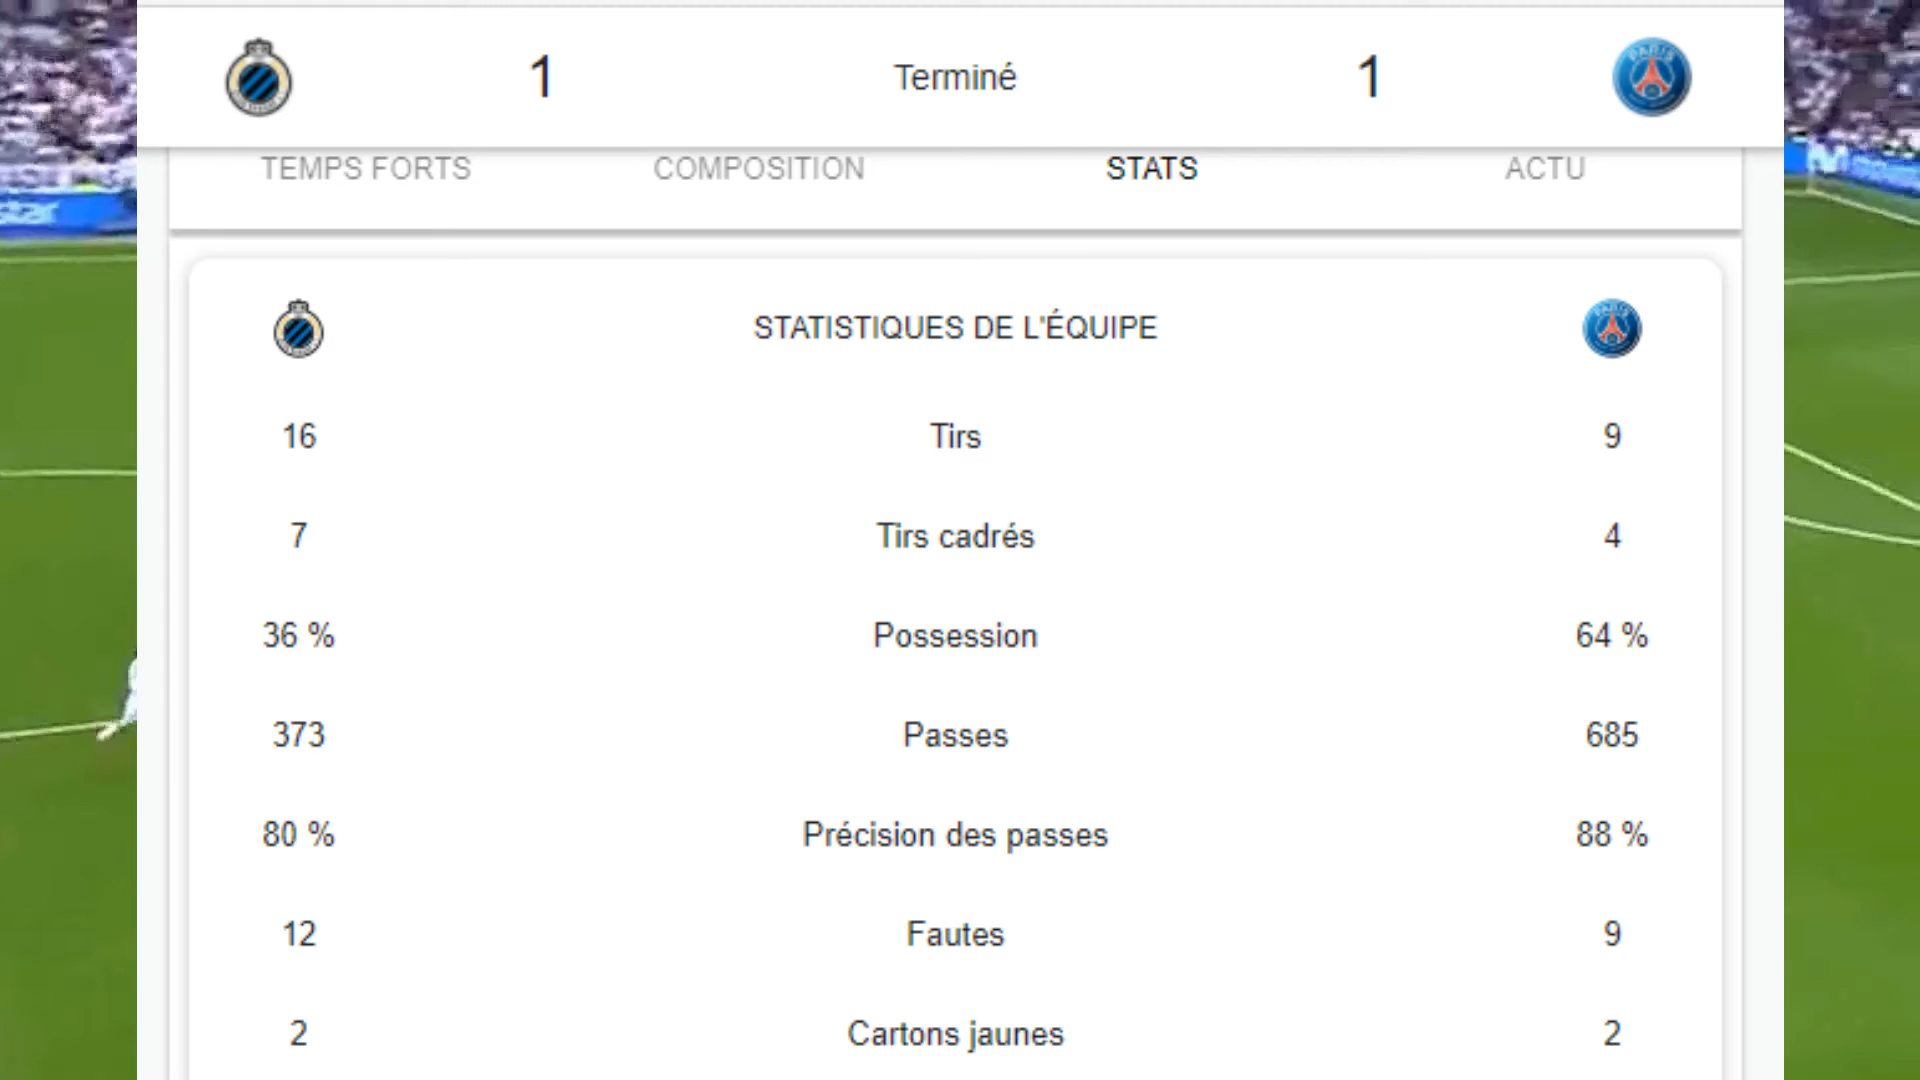 1 Terminé 1
TEMPS FORTS COMPOSITION STATS ACTU
STATISTIQUES DE L'ÉQUIPE
16 Tirs 9
7 Tirs cadrés 4
36 % Possession 64 %
373 Passes 685
80 % Précision des passes 88 %
12 Fautes 9
2 Cartons jaunes 2